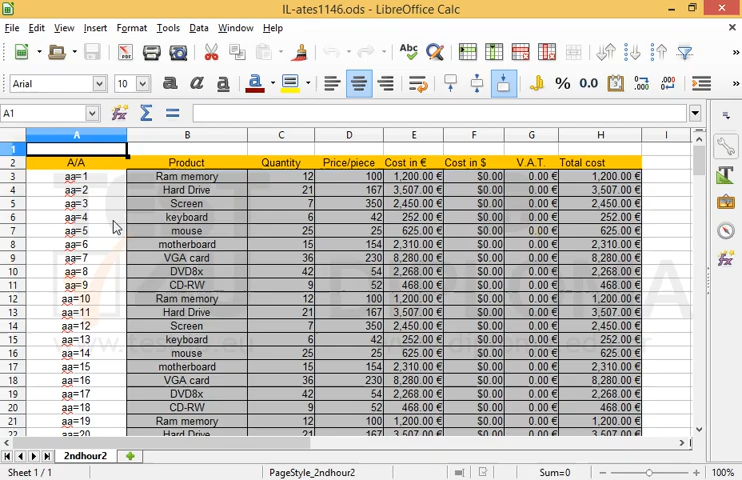 IL-ates1146.ods - LibreOffice Calc
File Edit View Insert Format Tools Data Window Help
Arial 10
A1
A B C D E F G H I
1
2 A/A Product Quantity Price/piece Cost in € Cost in $ V.A.T. Total cost
3 aa=1 Ram memory 12 100 1,200.00 € $0.00 0.00 € 1,200.00 €
4 aa=2 Hard Drive 21 167 3,507.00 € $0.00 0.00 € 3,507.00 €
5 aa=3 Screen 7 350 2,450.00 € $0.00 0.00 € 2,450.00 €
6 aa=4 keyboard 6 42 252.00 € $0.00 0.00 € 252.00 €
7 aa=5 mouse 25 25 625.00 € $0.00 0.00 € 625.00 €
8 aa=6 motherboard 15 154 2,310.00 € $0.00 0.00 € 2,310.00 €
9 aa=7 VGA card 36 230 8,280.00 € $0.00 0.00 € 8,280.00 €
10 aa=8 DVD8x 42 54 2,268.00 € $0.00 0.00 € 2,268.00 €
11 aa=9 CD-RW 9 52 468.00 € $0.00 0.00 € 468.00 €
12 aa=10 Ram memory 12 100 1,200.00 € $0.00 0.00 € 1,200.00 €
13 aa=11 Hard Drive 21 167 3,507.00 € $0.00 0.00 € 3,507.00 €
14 aa=12 Screen 7 350 2,450.00 € $0.00 0.00 € 2,450.00 €
15 aa=13 keyboard 6 42 252.00 € $0.00 0.00 € 252.00 €
16 aa=14 mouse 25 25 625.00 € $0.00 0.00 € 625.00 €
17 aa=15 motherboard 15 154 2,310.00 € $0.00 0.00 € 2,310.00 €
18 aa=16 VGA card 36 230 8,280.00 € $0.00 0.00 € 8,280.00 €
19 aa=17 DVD8x 42 54 2,268.00 € $0.00 0.00 € 2,268.00 €
20 aa=18 CD-RW 9 52 468.00 € $0.00 0.00 € 468.00 €
21 aa=19 Ram memory 12 100 1,200.00 € $0.00 0.00 € 1,200.00 €
22 aa=20 Hard Drive 21 167 3,507.00 € $0.00 0.00 € 3,507.00 €
2ndhour2
Sheet 1 / 1 PageStyle_2ndhour2 Sum=0 100%